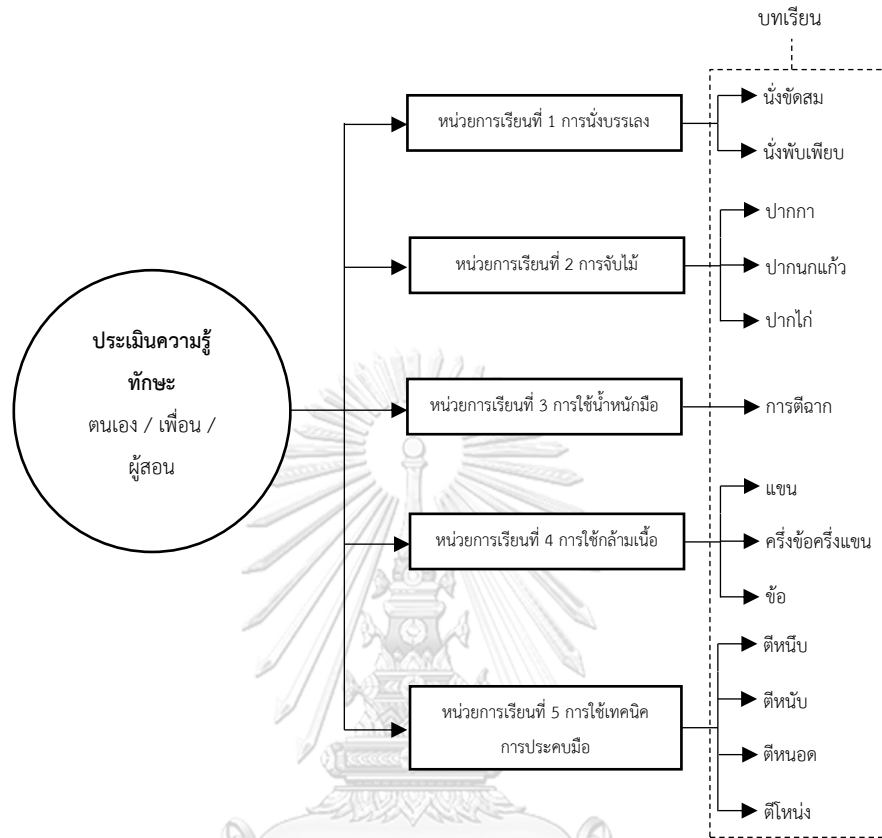 บทเรียน
ประเมินความรู้
ทักษะ
ตนเอง / เพื่อน /
ผู้สอน
หน่วยการเรียนที่ 1 การนั่งบรรเลง
นั่งขัดสม
นั่งพับเพียบ
หน่วยการเรียนที่ 2 การจับไม้
ปากกา
ปากนกแก้ว
ปากไก่
หน่วยการเรียนที่ 3 การใช้น้ำหนักมือ
การตีฉาก
หน่วยการเรียนที่ 4 การใช้กล้ามเนื้อ
แขน
ครึ่งข้อครึ่งแขน
ข้อ
หน่วยการเรียนที่ 5 การใช้เทคนิค
การประคบมือ
ตีหนึบ
ตีหนับ
ตีหนอด
ตีโหน่ง